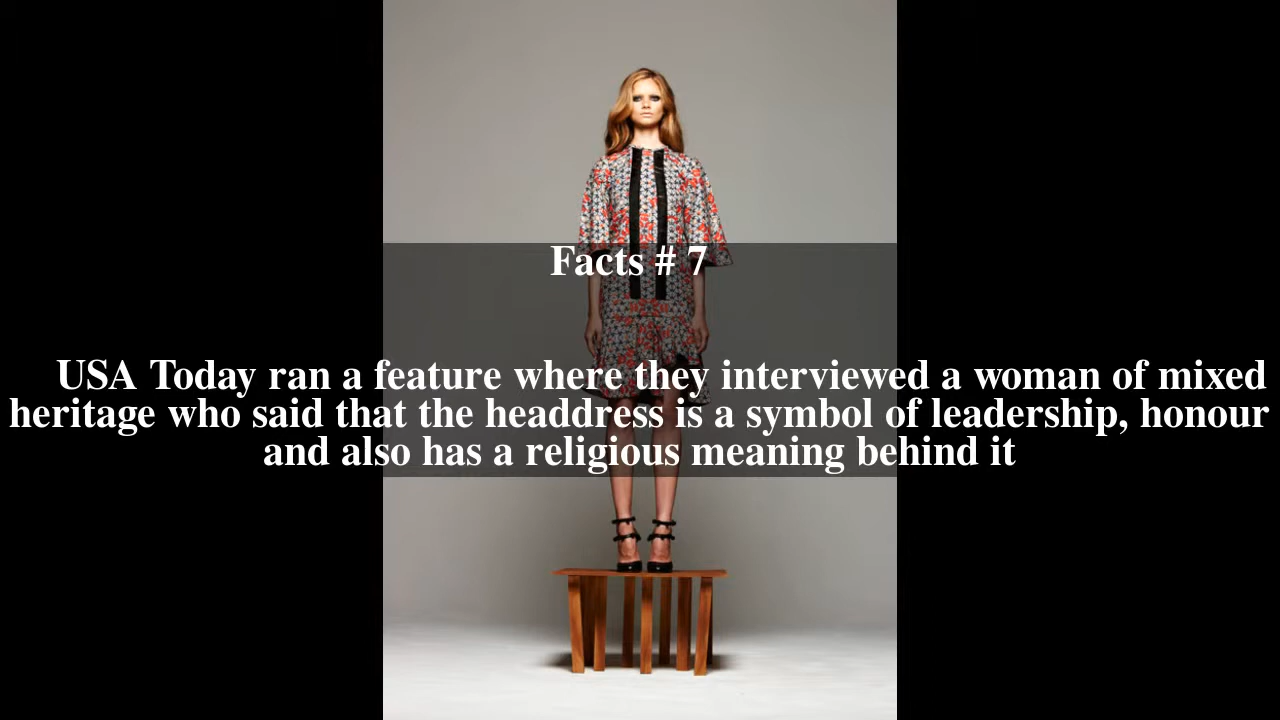 Facts # 7
USA Today ran a feature where they interviewed a woman of mixed
heritage who said that the headdress is a symbol of leadership, honour
and also has a religious meaning behind it